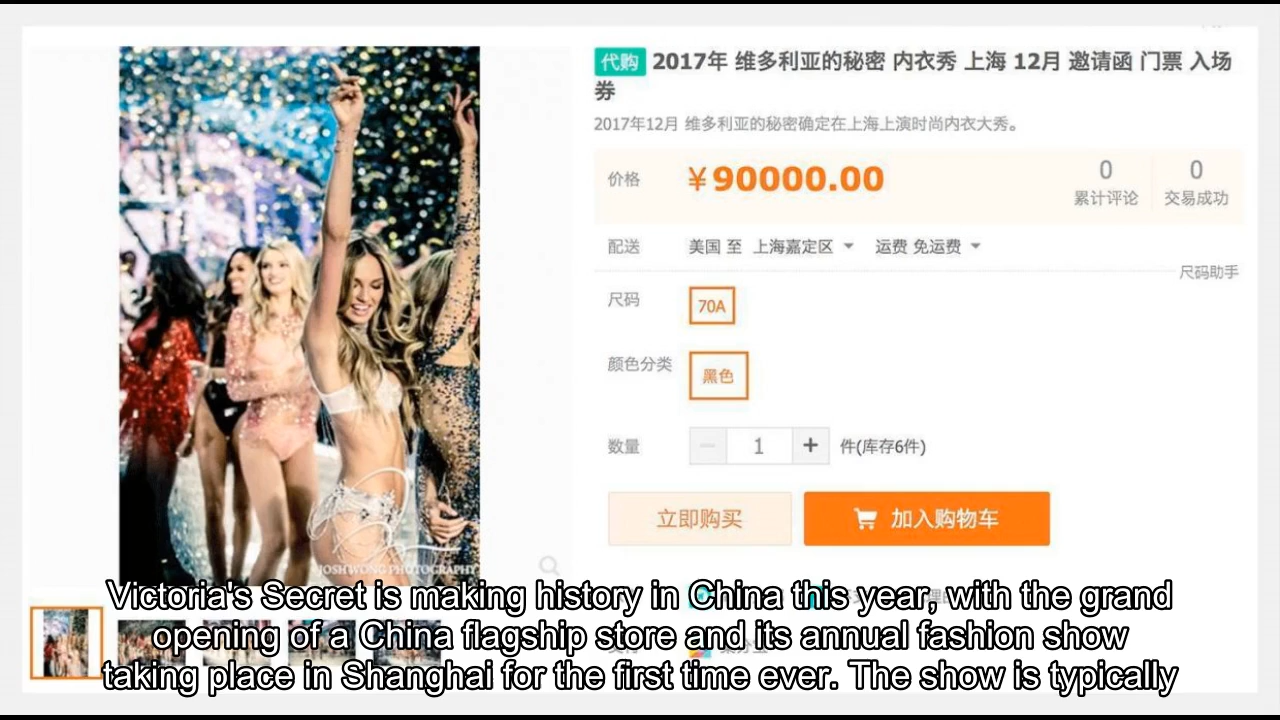 代购 2017年 维多利亚的秘密 内衣秀 上海 12月 邀请函 门票 入场
券
2017年12月 维多利亚的秘密确定在上海上演时尚内衣大秀。
价格 ¥90000.00 0 0
累计评论 交易成功
配送 美国 至 上海嘉定区 运费 免运费
尺码助手
尺码 70A
颜色分类 黑色
数量 1 件(库存6件)
立即购买 加入购物车
JOSHWONG PHOTOGRAPHY
Victoria's Secret is making history in China this year, with the grand
opening of a China flagship store and its annual fashion show
taking place in Shanghai for the first time ever. The show is typically